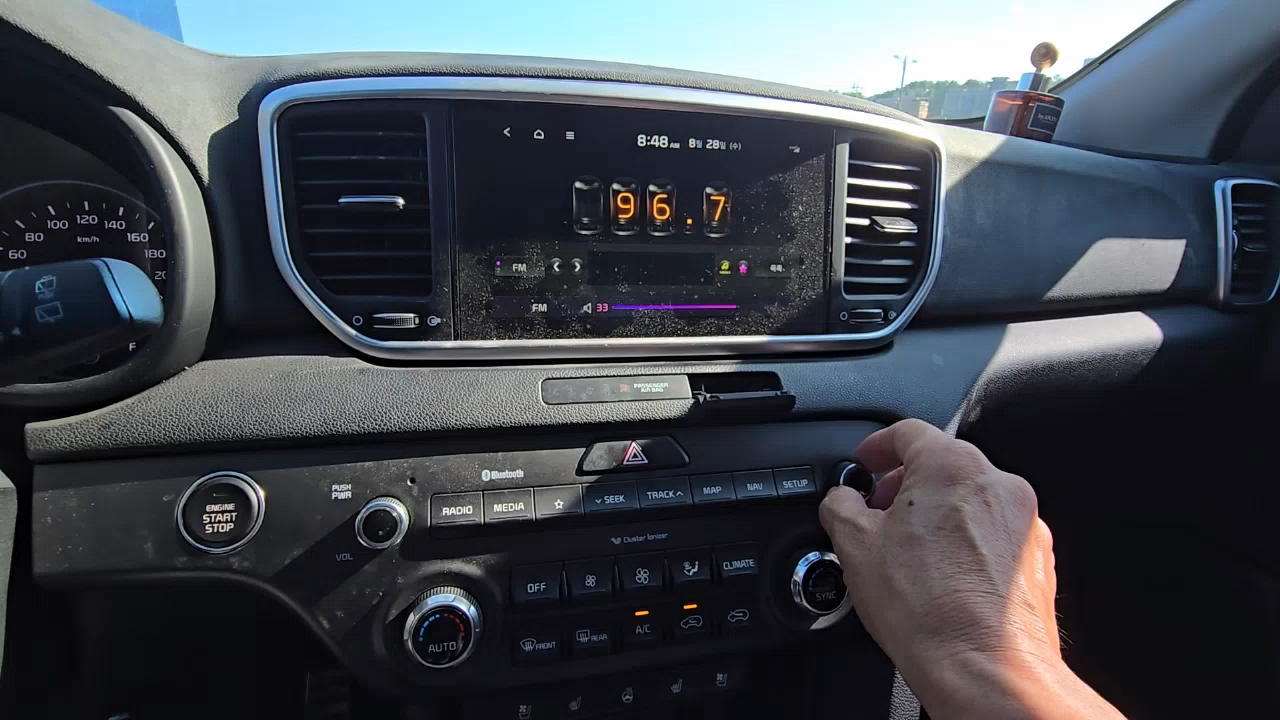 8:48 AM 8월 28일 (수)
96.7
FM
FM 33
60 80 100 120 140 160 180
km/h
F
PASSENGER
AIR BAG
Bluetooth
ENGINE
START
STOP
PUSH
PWR
VOL
RADIO MEDIA SEEK TRACK MAP NAV SETUP
Cluster Ionizer
OFF CLIMATE
AUTO FRONT REAR A/C SYNC